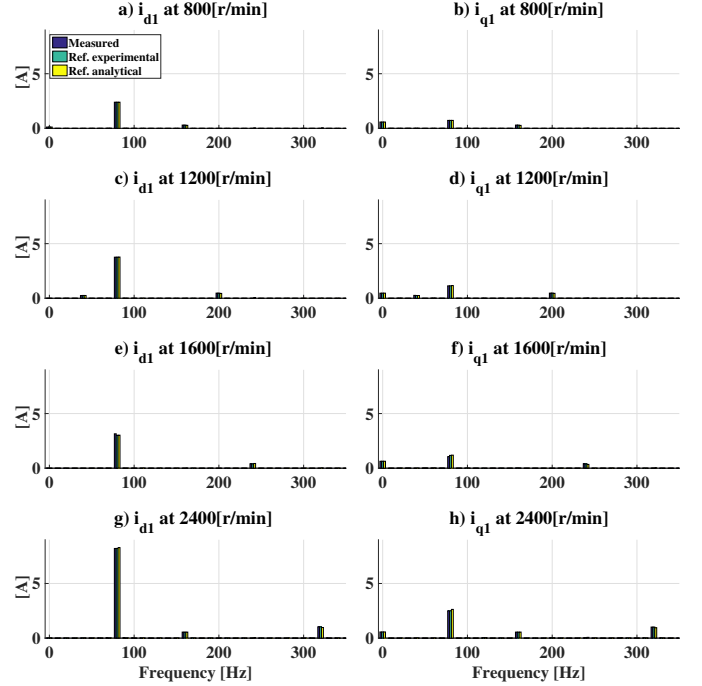 a) i_d1 at 800[r/min]
b) i_q1 at 800[r/min]
Measured
Ref. experimental
Ref. analytical
[A]
5
0
0 100 200 300
5
0
0 100 200 300
c) i_d1 at 1200[r/min]
d) i_q1 at 1200[r/min]
[A]
5
0
0 100 200 300
5
0
0 100 200 300
e) i_d1 at 1600[r/min]
f) i_q1 at 1600[r/min]
[A]
5
0
0 100 200 300
5
0
0 100 200 300
g) i_d1 at 2400[r/min]
h) i_q1 at 2400[r/min]
[A]
5
0
0 100 200 300
Frequency [Hz]
5
0
0 100 200 300
Frequency [Hz]